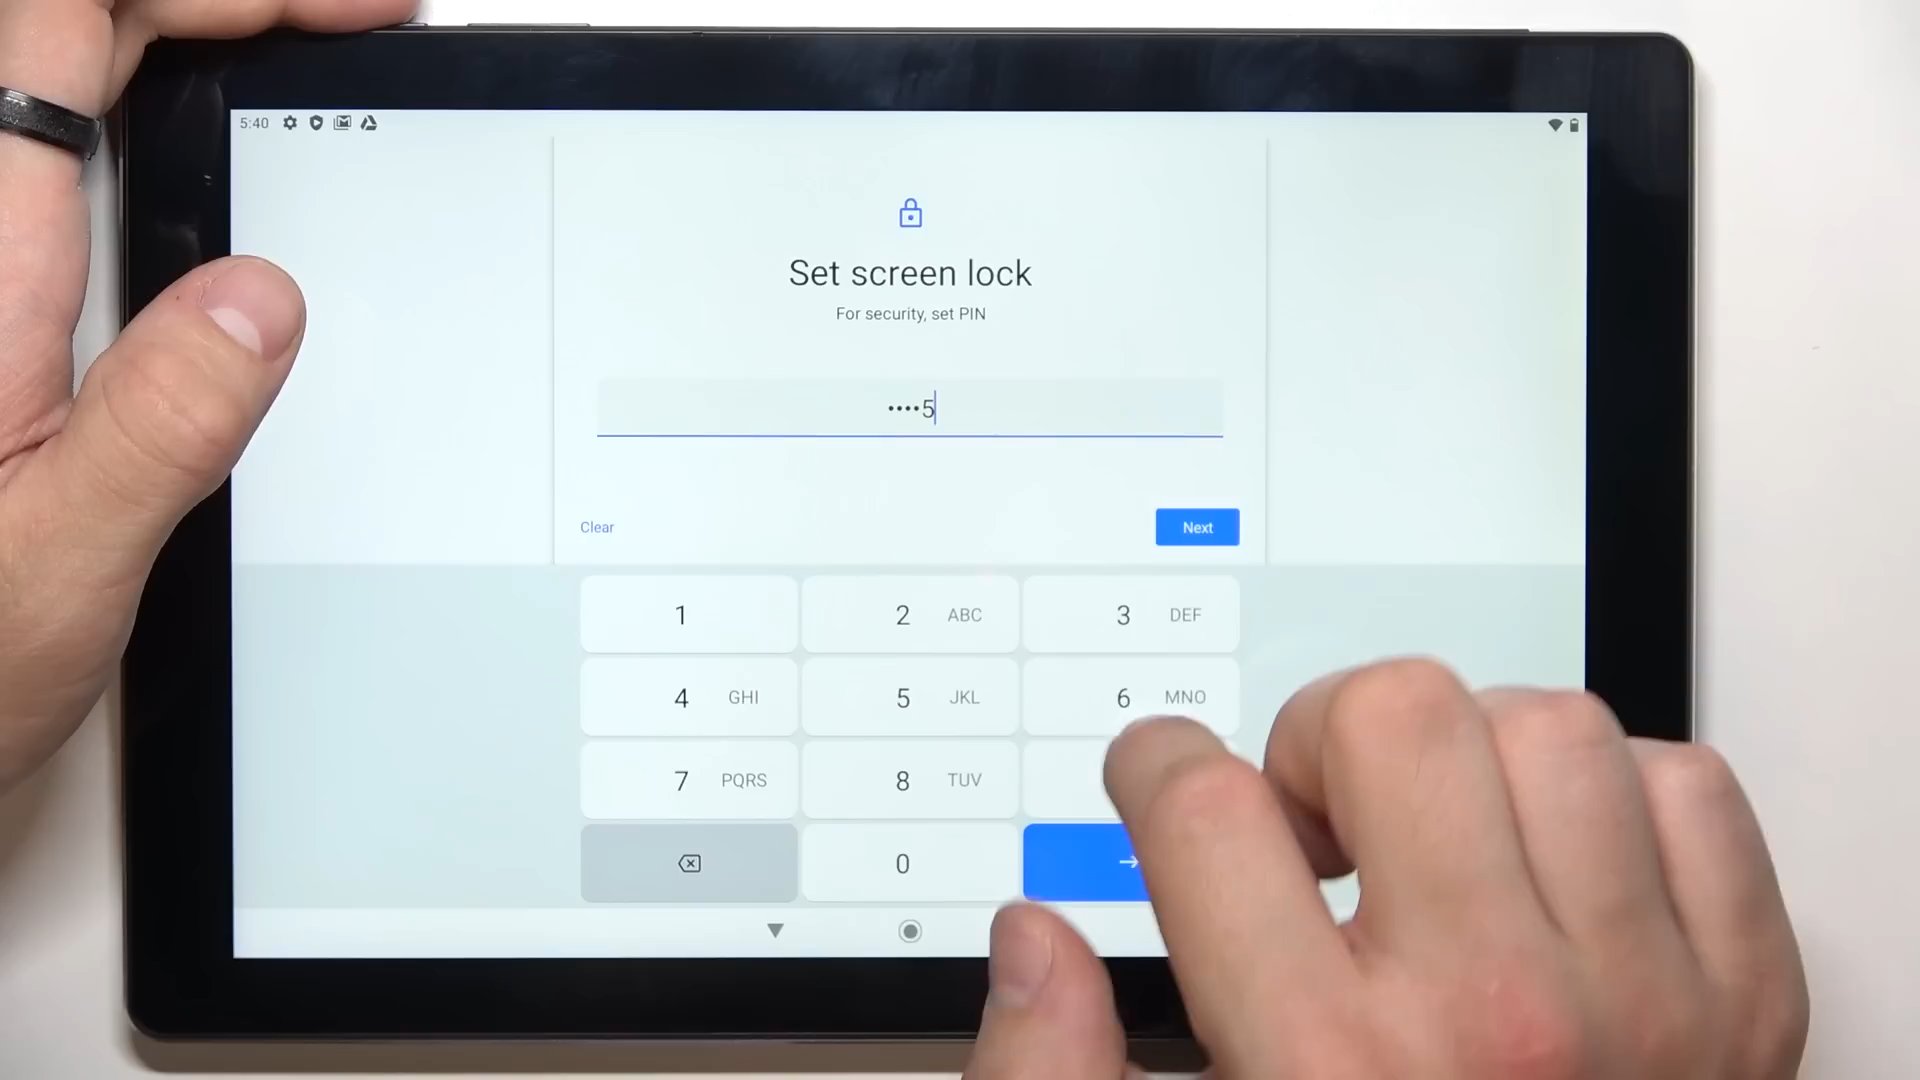 5:40
Set screen lock
For security, set PIN
••••5
Clear
Next
1
2 ABC
3 DEF
4 GHI
5 JKL
6 MNO
7 PQRS
8 TUV
0